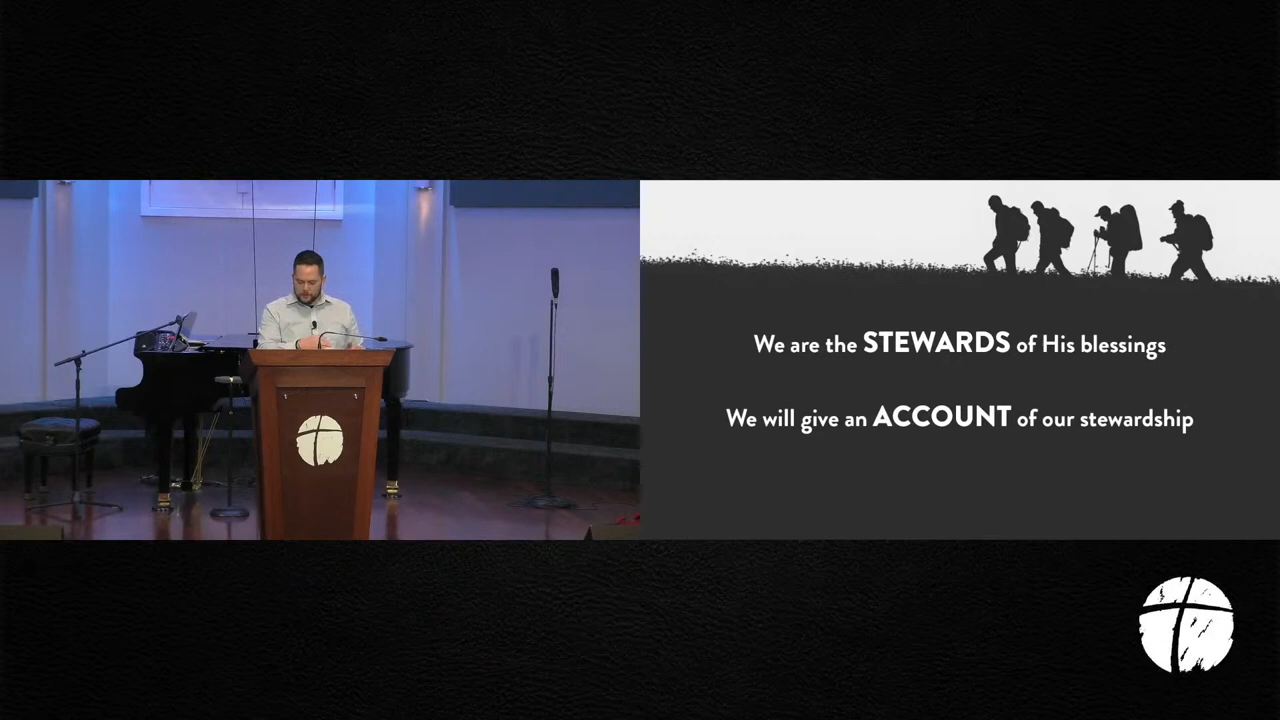 We are the STEWARDS of His blessings
We will give an ACCOUNT of our stewardship